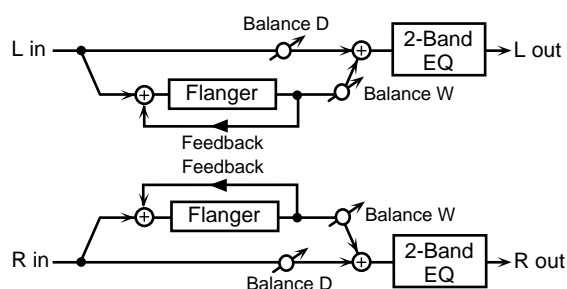 Balance D
L in
2-Band
EQ
L out
Flanger
Balance W
Feedback
Feedback
Flanger
Balance W
R in
2-Band
EQ
R out
Balance D